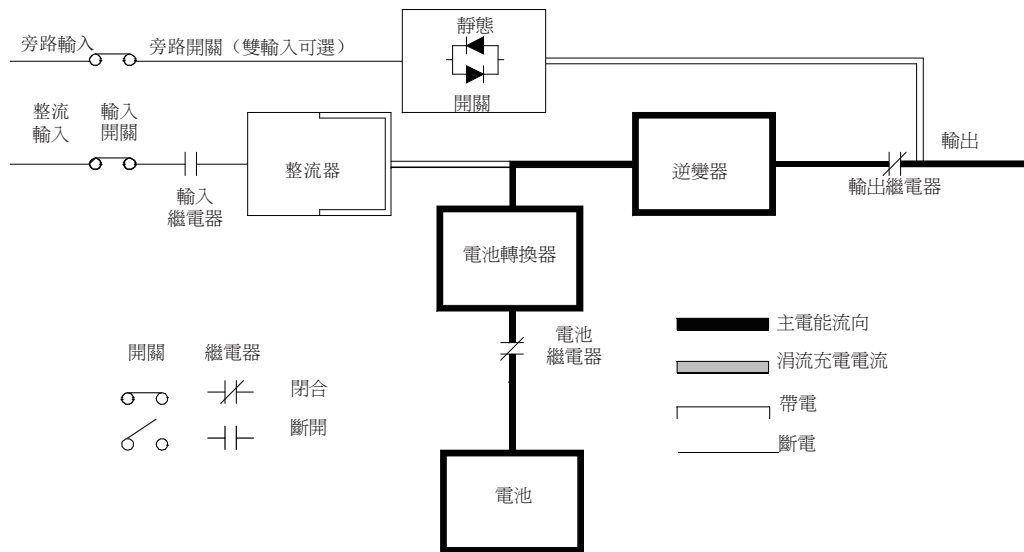 靜態
旁路輸入
旁路開關（雙輸入可選）
開關
整流
輸入
輸入
開關
整流器
逆變器
輸出
輸入
繼電器
輸出繼電器
電池轉換器
電池
繼電器
主電能流向
開關
繼電器
涓流充電電流
閉合
帶電
斷開
斷電
電池